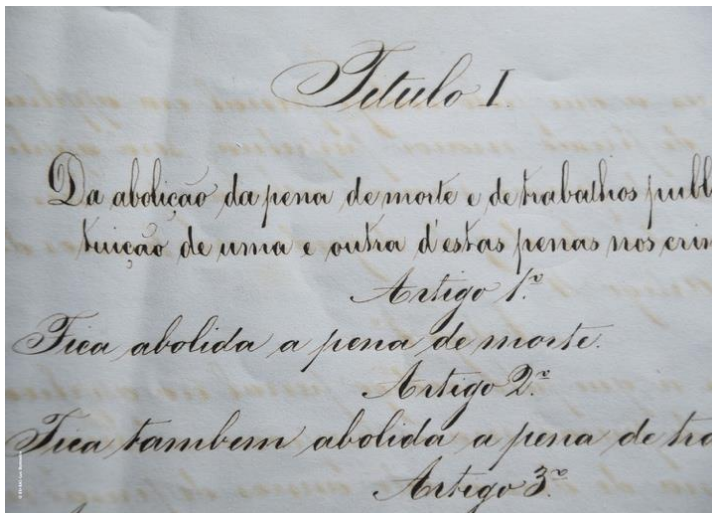 Titulo I.
Da abolição da pena de morte e de trabalhos publ
tuição de uma e outra d'estas penas nos crim
Artigo 1.º
Fica abolida a pena de morte.
Artigo 2.º
Fica tambem abolida a pena de tra
Artigo 3.º